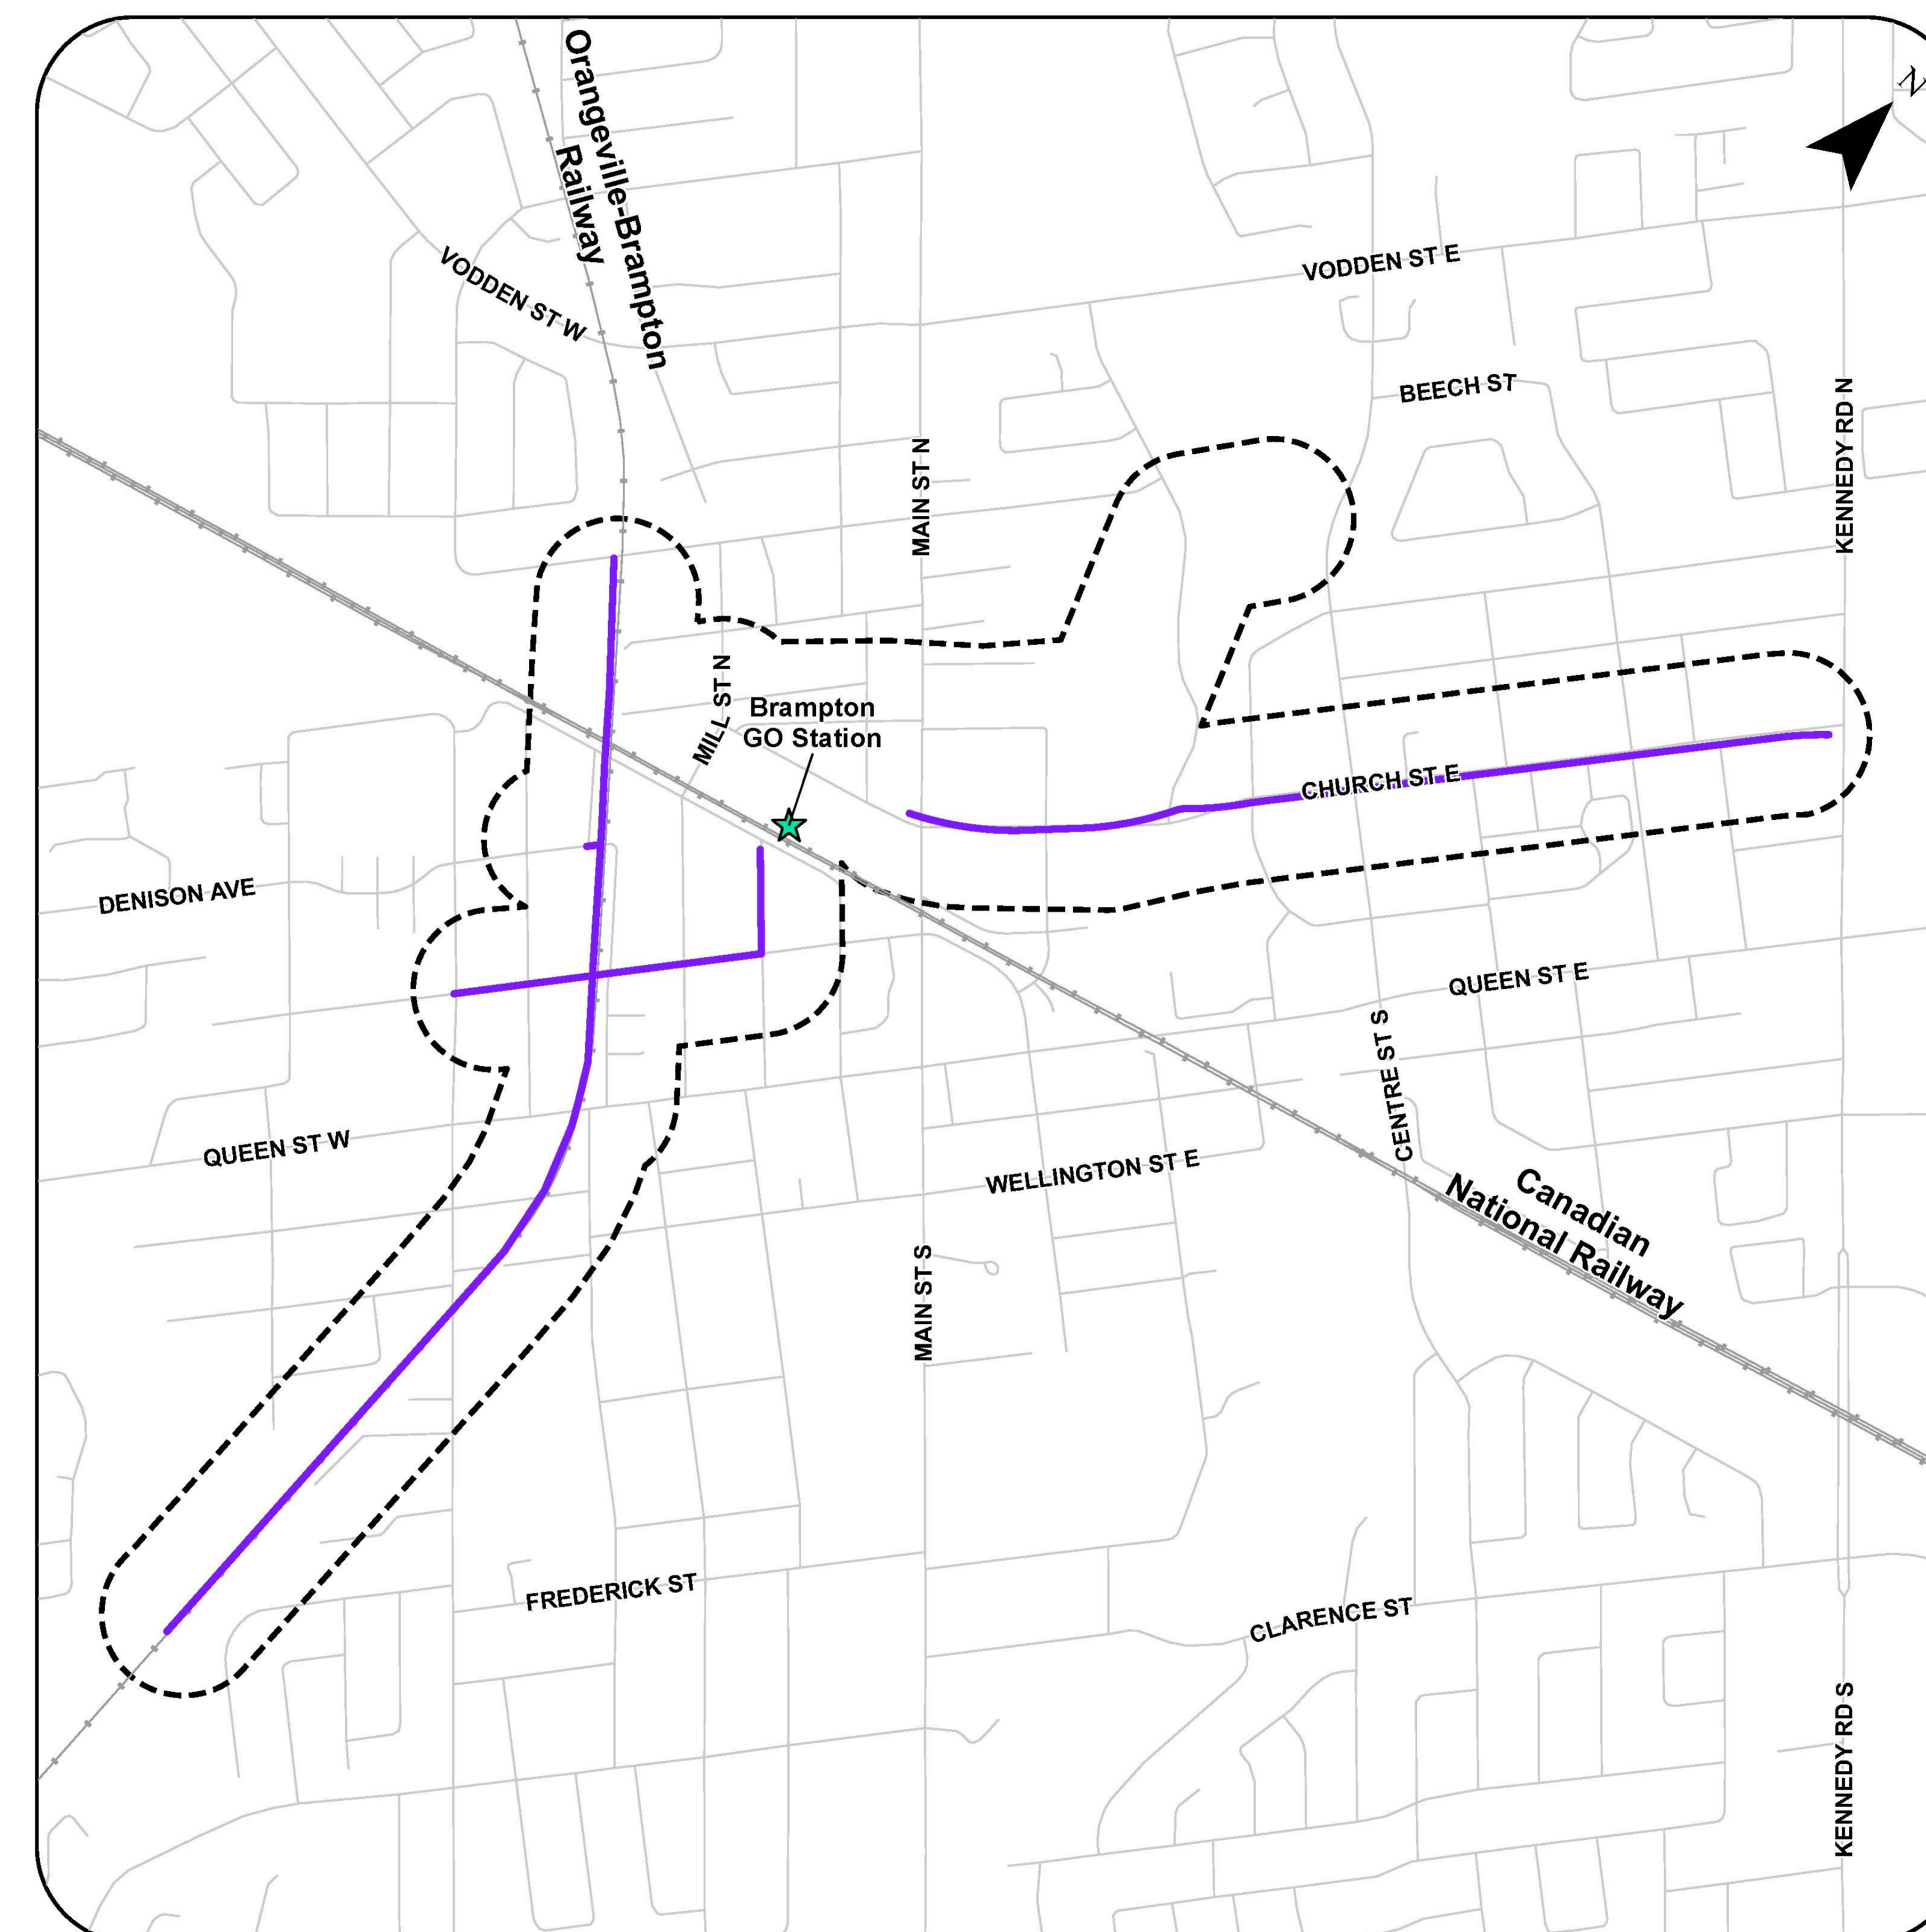 N
Orangeville-Brampton
Railway
VODDEN ST W
VODDEN ST E
BEECH ST
KENNEDY RD N
MAIN ST N
MILL ST N
Brampton
GO Station
CHURCH ST E
DENISON AVE
QUEEN ST E
CENTRE ST S
QUEEN ST W
WELLINGTON ST E
Canadian
National Railway
MAIN ST S
FREDERICK ST
CLARENCE ST
KENNEDY RD S